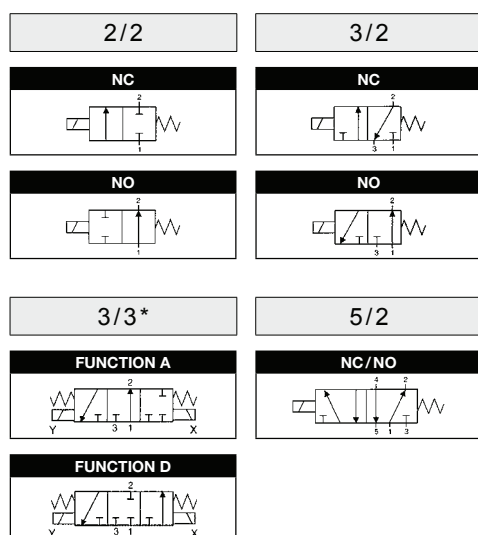 2/2
3/2
NC
2
1
NC
2
3 1
NO
2
1
NO
2
3 1
3/3*
5/2
FUNCTION A
2
Y 3 1 X
NC/NO
4 2
5 1 3
FUNCTION D
2
Y 3 1 X